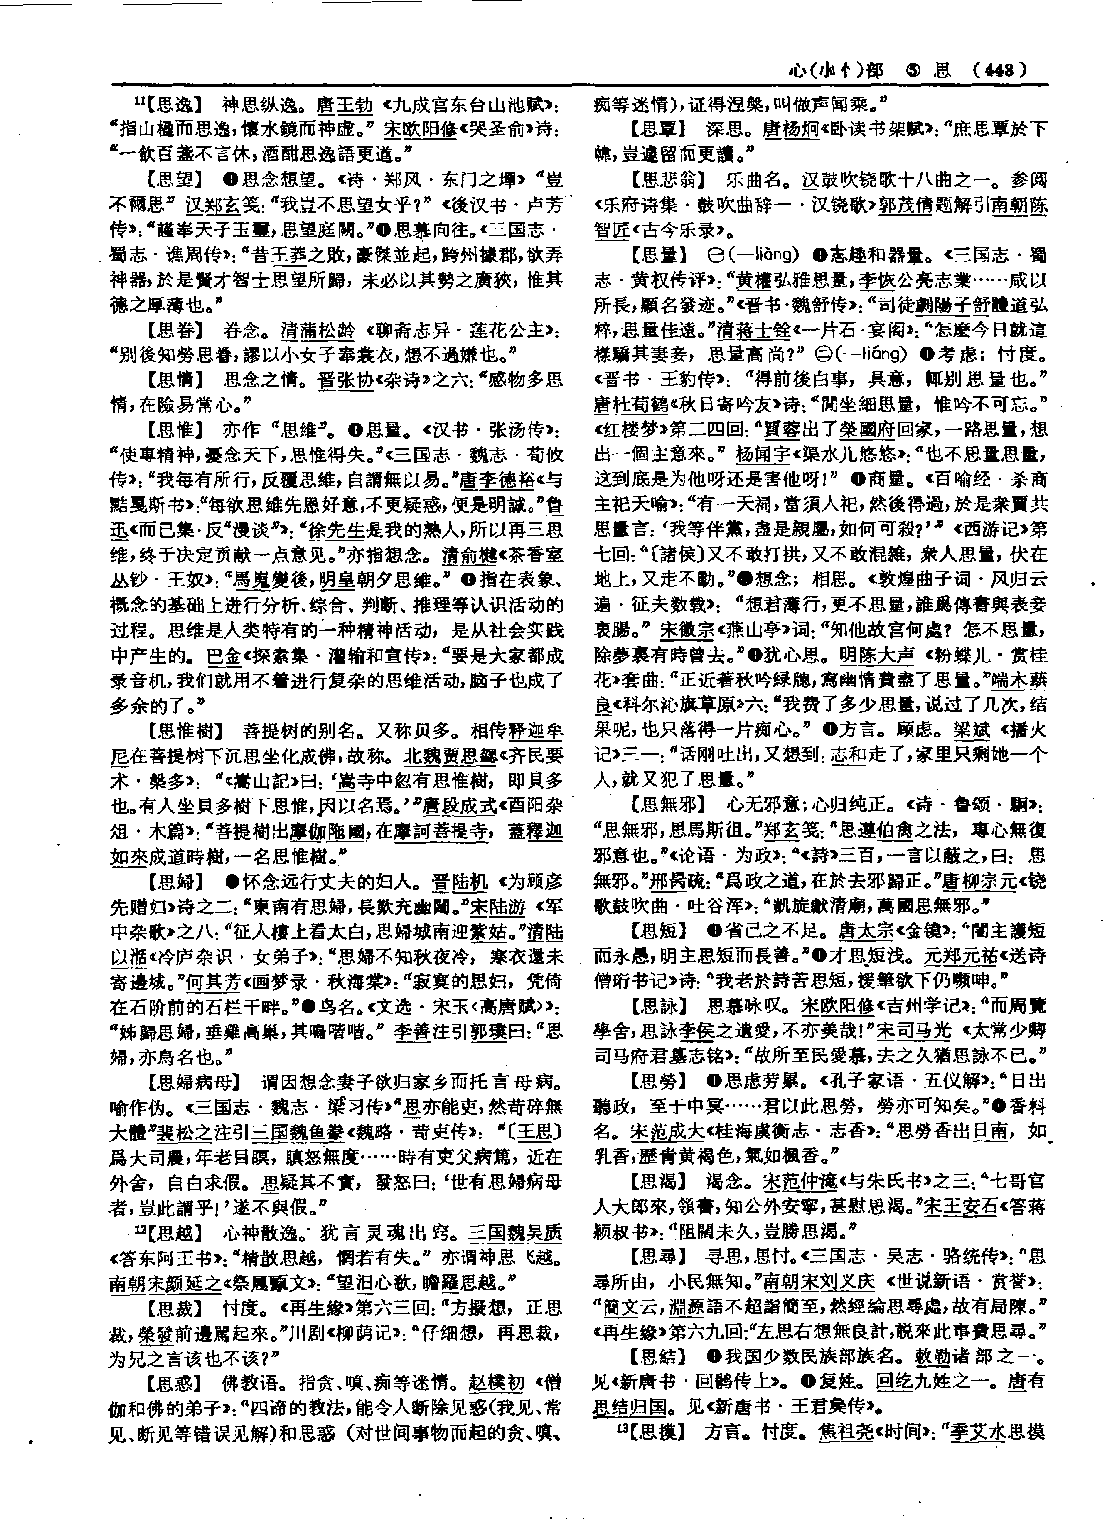 心(小忄)部 ⑤ 思 (443)
¹¹【思逸】 神思纵逸。唐王勃《九成宫东台山池赋》：
“指山楹而思逸，懷水鏡而神虚。” 宋欧阳修《哭圣俞》诗：
“一飲百盞不言休，酒酣思逸語更道。”
【思望】 ❶思念想望。《诗·郑风·东门之墠》“豈
不爾思” 汉郑玄笺：“我豈不思望女乎？” 《後汉书·卢芳
传》：“謹奉天子玉璽，思望庭闕。”❷思慕向往。《三国志·
蜀志·谯周传》：“昔王莽之敗，豪傑並起，跨州據郡，欲弄
神器，於是賢才智士思望所歸，未必以其勢之廣狹，惟其
德之厚薄也。”
【思眷】 眷念。清蒲松龄 《聊斋志异·莲花公主》：
“别後知勞思眷，謬以小女子奉裳衣，想不過嫌也。”
【思情】 思念之情。晋张协《杂诗》之六：“感物多思
情，在險易常心。”
【思惟】 亦作“思维”。❶思量。《汉书·张汤传》：
“使專精神，憂念天下，思惟得失。”《三国志·魏志·荀攸
传》：“我每有所行，反覆思惟，自謂無以易。”唐李德裕《与
黠戛斯书》：“每欲思维先恩好意，不更疑惑，便是明誠。”鲁
迅《而已集·反“漫谈”》：“徐先生是我的熟人，所以再三思
维，终于决定贡献一点意见。”亦指想念。清俞樾《茶香室
丛钞·王奴》：“馬嵬變後，明皇朝夕思维。” ❷指在表象、
概念的基础上进行分析、综合、判断、推理等认识活动的
过程。思维是人类特有的一种精神活动，是从社会实践
中产生的。巴金《探索集·灌输和宣传》：“要是大家都成
录音机，我们就用不着进行复杂的思维活动，脑子也成了
多余的了。”
【思惟樹】 菩提树的别名。又称贝多。相传释迦牟
尼在菩提树下沉思坐化成佛，故称。北魏贾思勰《齐民要
术·槃多》：“《嵩山記》曰：‘嵩寺中忽有思惟樹，即貝多
也。有人坐貝多樹下思惟，因以名焉。’”唐段成式《酉阳杂
俎·木篇》：“菩提樹出摩伽陁國，在摩訶菩提寺，蓋釋迦
如來成道時樹，一名思惟樹。”
【思婦】 ❶怀念远行丈夫的妇人。晋陆机 《为顾彦
先赠妇》诗之二：“東南有思婦，長歎充幽闥。”宋陆游 《军
中杂歌》之八：“征人樓上看太白，思婦城南迎紫姑。”清陆
以湉《冷庐杂识·女弟子》：“思婦不知秋夜冷，寒衣還未
寄邊城。”何其芳《画梦录·秋海棠》：“寂寞的思妇，凭倚
在石阶前的石栏干畔。”❷鸟名。《文选·宋玉〈高唐赋〉》：
“姊歸思婦，垂雞高巢，其鳴喈喈。” 李善注引郭璞曰：“思
婦，亦鳥名也。”
【思婦病母】 谓因想念妻子欲归家乡而托言母病。
喻作伪。《三国志·魏志·梁习传》“思亦能吏，然苛碎無
大體”裴松之注引三国魏鱼豢《魏略·苛吏传》：“〔王思〕
爲大司農，年老目瞑，瞋怒無度……時有吏父病篤，近在
外舍，自白求假。思疑其不實，發怒曰：‘世有思婦病母
者，豈此謂乎！’遂不與假。”
¹²【思越】 心神散逸。犹言灵魂出窍。三国魏吴质
《答东阿王书》：“精散思越，惘若有失。” 亦谓神思飞越。
南朝宋颜延之《祭屈原文》：“望汨心欷，瞻羅思越。”
【思裁】 忖度。《再生缘》第六三回：“方擬想，正思
裁，榮發前邊罵起來。”川剧《柳荫记》：“仔细想，再思裁，
为兄之言该也不该？”
【思惑】 佛教语。指贪、嗔、痴等迷情。赵樸初 《僧
伽和佛的弟子》：“四谛的教法，能令人断除见惑(我见、常
见、断见等错误见解)和思惑 (对世间事物而起的贪、嗔、
痴等迷情)，证得涅槃，叫做声闻乘。”
【思覃】 深思。唐杨炯《卧读书架赋》：“庶思覃於下
幃，豈遽留而更讀。”
【思悲翁】 乐曲名。汉鼓吹铙歌十八曲之一。参阅
《乐府诗集·鼓吹曲辞一·汉铙歌》郭茂倩题解引南朝陈
智匠《古今乐录》。
【思量】 ㊀(—liàng) ❶志趣和器量。《三国志·蜀
志·黄权传评》：“黄權弘雅思量，李恢公亮志業……咸以
所長，顯名發迹。”《晋书·魏舒传》：“司徒劇陽子舒體道弘
粹，思量佳遠。”清蒋士铨《一片石·宴阁》：“怎麽今日就這
樣驕其妻妾，思量高尚？” ㊁(—liáng) ❶考虑；忖度。
《晋书·王豹传》：“得前後白事，具意，輒别思量也。”
唐杜荀鹤《秋日寄吟友》诗：“閒坐細思量，惟吟不可忘。”
《红楼梦》第二四回：“賈蓉出了榮國府回家，一路思量，想
出一個主意來。” 杨闻宇《渠水儿悠悠》：“也不思量思量，
这到底是为他呀还是害他呀！” ❷商量。《百喻经·杀商
主祀天喻》：“有一天祠，當須人祀，然後得過，於是衆賈共
思量言：‘我等伴黨，盡是親屬，如何可殺？’” 《西游记》第
七回：“〔諸侯〕又不敢打拱，又不敢混雜，衆人思量，伏在
地上，又走不動。”❸想念；相思。《敦煌曲子词·凤归云
遍·征夫数载》：“想君薄行，更不思量，誰爲傳書與表妾
衷腸。” 宋徽宗《燕山亭》词：“知他故宮何處？怎不思量，
除夢裏有時曾去。”❹犹心思。明陈大声 《粉蝶儿·赏桂
花》套曲：“正近着秋吟緑牕，寫幽情費盡了思量。”端木蕻
良《科尔沁旗草原》六：“我费了多少思量，说过了几次，结
果呢，也只落得一片痴心。” ❺方言。顾虑。梁斌 《播火
记》三一：“话刚吐出，又想到：志和走了，家里只剩她一个
人，就又犯了思量。”
【思無邪】 心无邪意；心归纯正。《诗·鲁颂·駉》：
“思無邪，思馬斯徂。”郑玄笺：“思遵伯禽之法，專心無復
邪意也。”《论语·为政》：“《詩》三百，一言以蔽之，曰：思
無邪。”邢昺疏：“爲政之道，在於去邪歸正。”唐柳宗元《铙
歌鼓吹曲·吐谷浑》：“凱旋獻清廟，萬國思無邪。”
【思短】 ❶省己之不足。唐太宗《金镜》：“闇主護短
而永愚，明主思短而長善。”❷才思短浅。元郑元祐《送诗
僧䂮书记》诗：“我老於詩苦思短，援筆欲下仍嚬呻。”
【思詠】 思慕咏叹。宋欧阳修《吉州学记》：“而周覽
學舍，思詠李侯之遺愛，不亦美哉！”宋司马光 《太常少卿
司马府君墓志铭》：“故所至民愛慕，去之久猶思詠不已。”
【思勞】 ❶思虑劳累。《孔子家语·五仪解》：“日出
聽政，至于中冥……君以此思勞，勞亦可知矣。”❷香料
名。宋范成大《桂海虞衡志·志香》：“思勞香出日南，如
乳香，瀝青黄褐色，氣如楓香。”
【思渴】 渴念。宋范仲淹《与朱氏书》之三：“七哥官
人大郎來，領書，知公外安寧，甚慰思渴。”宋王安石《答蒋
颖叔书》：“阻闊未久，豈勝思渴。”
【思尋】 寻思，思忖。《三国志·吴志·骆统传》：“思
尋所由，小民無知。”南朝宋刘义庆 《世说新语·赏誉》：
“簡文云，淵源語不超詣簡至，然經綸思尋處，故有局陳。”
《再生缘》第六九回：“左思右想無良計，説來此事費思尋。”
【思結】 ❶我国少数民族部族名。敕勒诸部之一。
见《新唐书·回鹘传上》。❷复姓。回纥九姓之一。唐有
思结归国。见《新唐书·王君㚟传》。
¹³【思摸】 方言。忖度。焦祖尧《时间》：“季艾水思摸